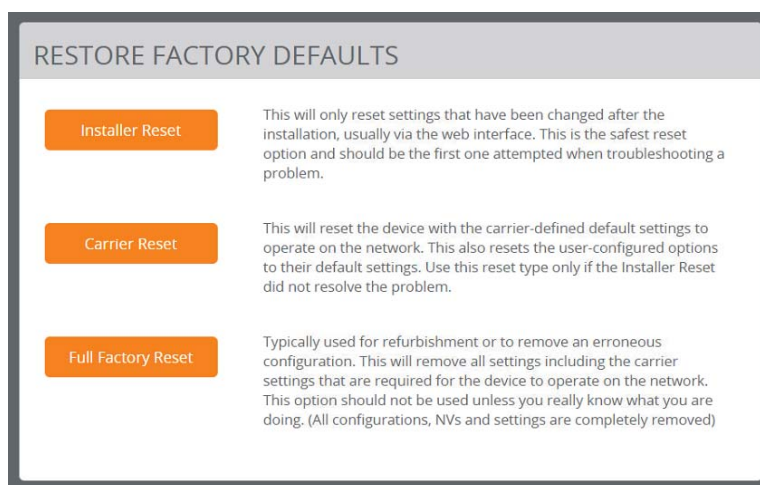 RESTORE FACTORY DEFAULTS
Installer Reset
This will only reset settings that have been changed after the
installation, usually via the web interface. This is the safest reset
option and should be the first one attempted when troubleshooting a
problem.
Carrier Reset
This will reset the device with the carrier-defined default settings to
operate on the network. This also resets the user-configured options
to their default settings. Use this reset type only if the Installer Reset
did not resolve the problem.
Full Factory Reset
Typically used for refurbishment or to remove an erroneous
configuration. This will remove all settings including the carrier
settings that are required for the device to operate on the network.
This option should not be used unless you really know what you are
doing. (All configurations, NVs and settings are completely removed)